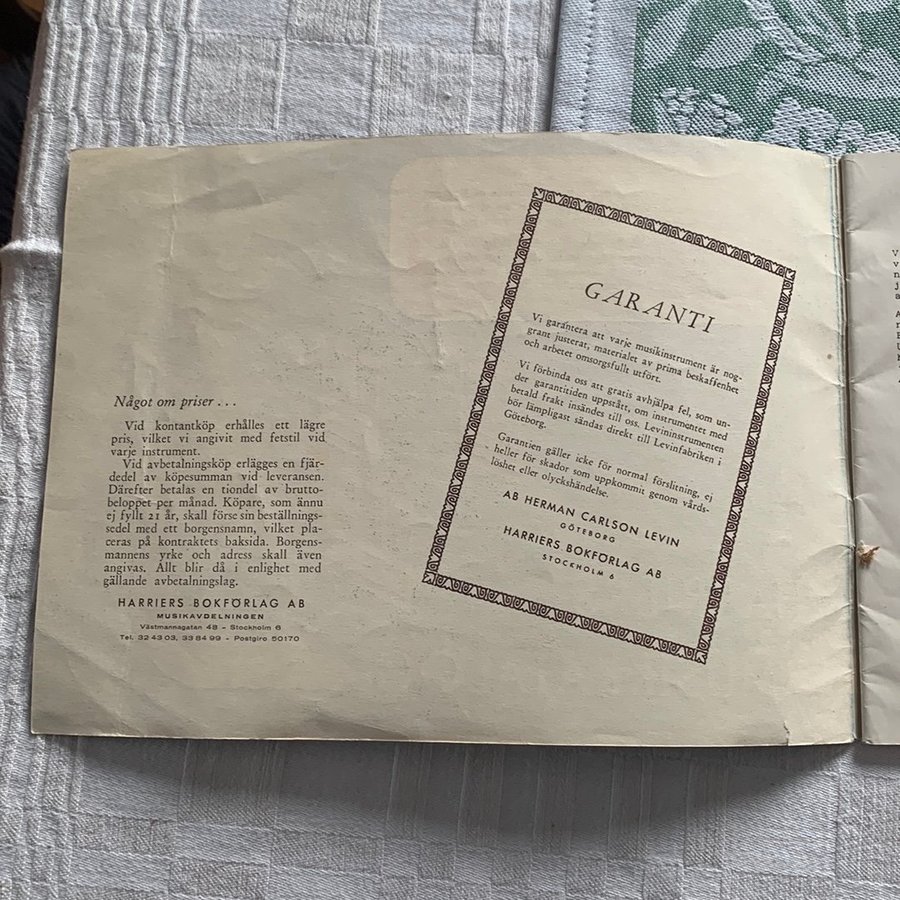 Något om priser . . .
Vid kontantköp erhålles ett lägre
pris, vilket vi angivit med fetstil vid
varje instrument.
Vid avbetalningsköp erlägges en fjär-
dedel av köpesumman vid leveransen.
Därefter betalas en tiondel av brutto-
beloppet per månad. Köpare, som ännu
ej fyllt 21 år, skall förse sin beställnings-
sedel med ett borgensnamn, vilket pla-
ceras på kontraktets baksida. Borgens-
mannens yrke och adress skall även
angivas. Allt blir då i enlighet med
gällande avbetalningslag.
HARRIERS BOKFÖRLAG AB
MUSIKAVDELNINGEN
Västmannagatan 48 - Stockholm 6
Tel. 32 43 03, 33 84 99 - Postgiro 50170
GARANTI
Vi garantera att varje musikinstrument är nog-
grant justerat, materialet av prima beskaffenhet
och arbetet omsorgsfullt utfört.
Vi förbinda oss att gratis avhjälpa fel, som un-
der garantitiden uppstått, om instrumentet med
betald frakt insändes till oss. Levininstrumenten
bör lämpligast sändas direkt till Levinfabriken i
Göteborg.
Garantien gäller icke för normal förslitning, ej
heller för skador som uppkommit genom vårds-
löshet eller olyckshändelse.
AB HERMAN CARLSON LEVIN
GÖTEBORG
HARRIERS BOKFÖRLAG AB
STOCKHOLM 6